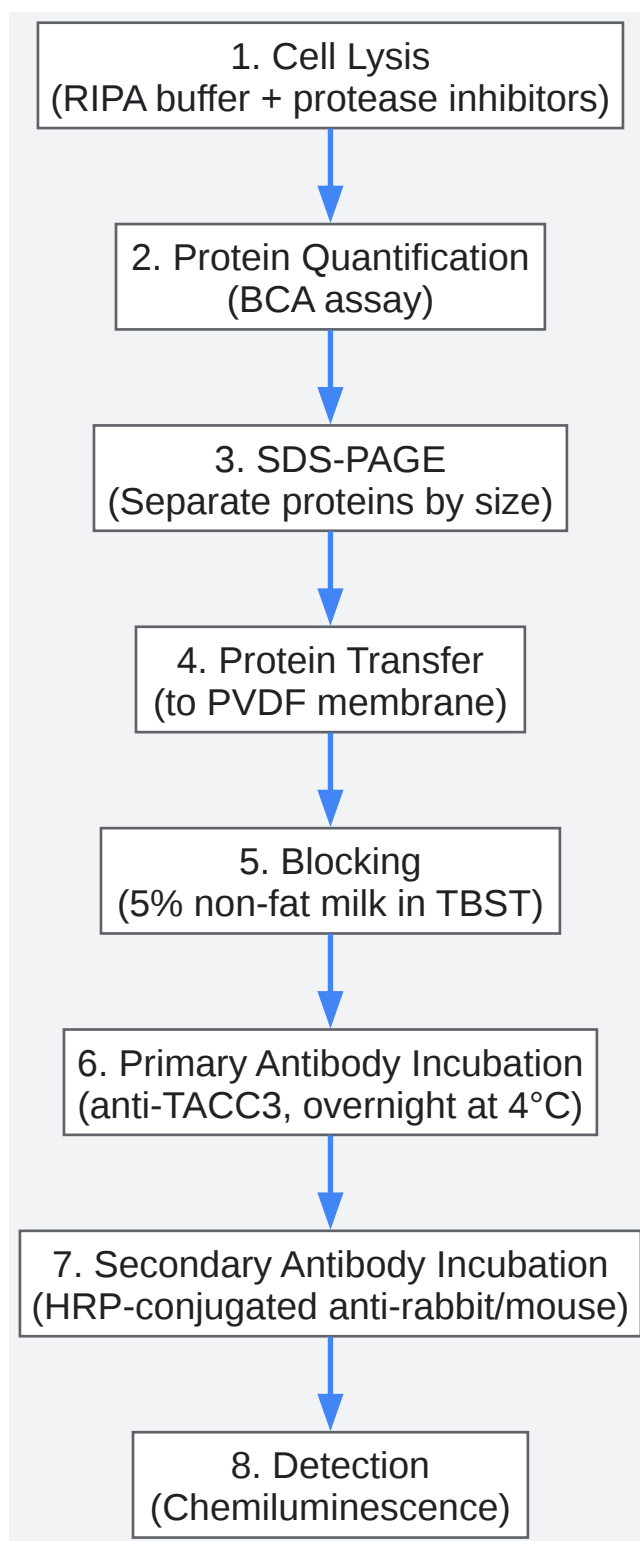 1. Cell Lysis
(RIPA buffer + protease inhibitors)
2. Protein Quantification
(BCA assay)
3. SDS-PAGE
(Separate proteins by size)
4. Protein Transfer
(to PVDF membrane)
5. Blocking
(5% non-fat milk in TBST)
6. Primary Antibody Incubation
(anti-TACC3, overnight at 4°C)
7. Secondary Antibody Incubation
(HRP-conjugated anti-rabbit/mouse)
8. Detection
(Chemiluminescence)